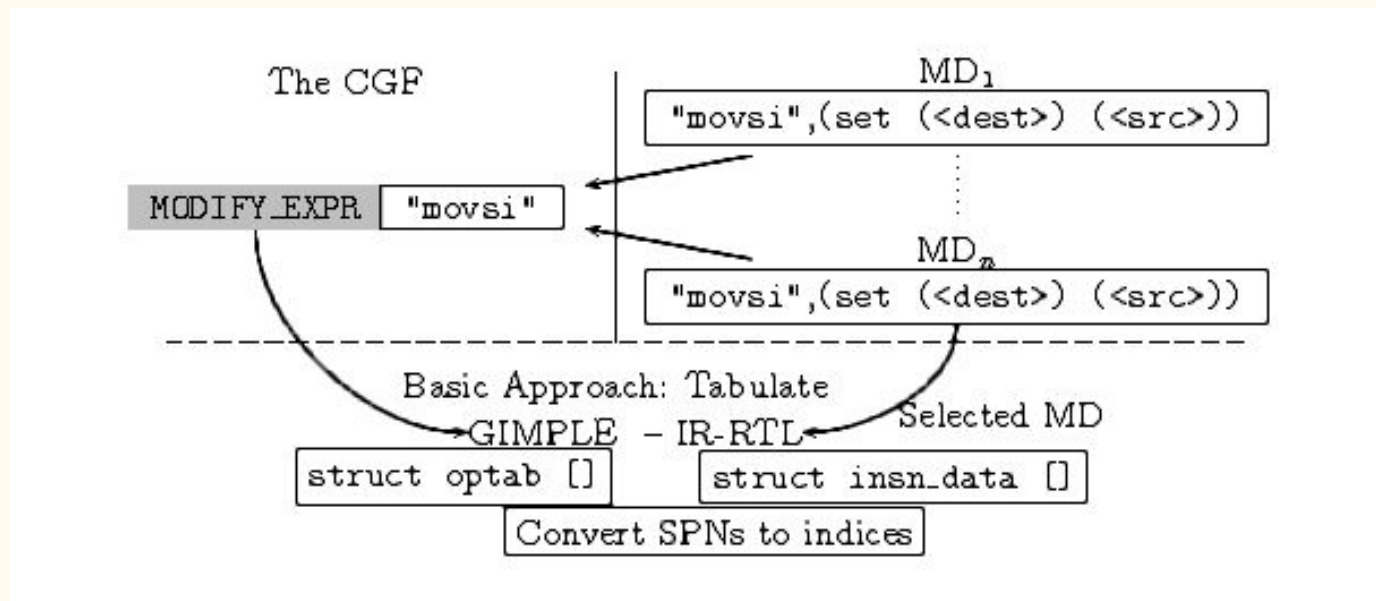 The CGF
MD₁
"movsi",(set (<dest>) (<src>))
MODIFY_EXPR "movsi"
MDₙ
"movsi",(set (<dest>) (<src>))
Basic Approach: Tabulate
GIMPLE – IR-RTL
Selected MD
struct optab []
struct insn_data []
Convert SPNs to indices